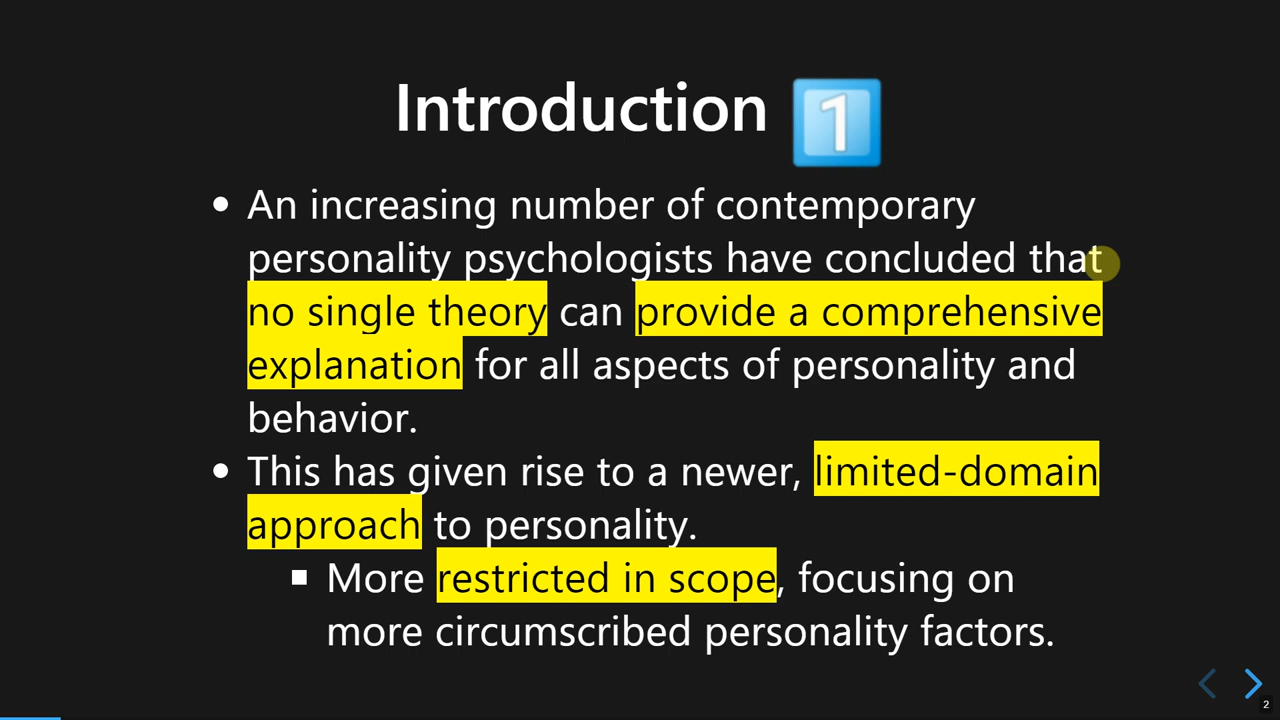 Introduction 1️⃣
• An increasing number of contemporary
personality psychologists have concluded that
no single theory can provide a comprehensive
explanation for all aspects of personality and
behavior.
• This has given rise to a newer, limited-domain
approach to personality.
▪ More restricted in scope, focusing on
more circumscribed personality factors.
2